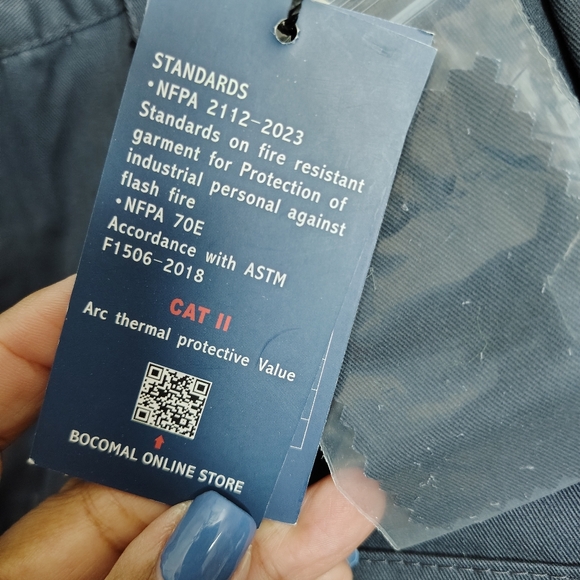 STANDARDS
•NFPA 2112-2023
Standards on fire resistant
garment for Protection of
industrial personal against
flash fire
•NFPA 70E
Accordance with ASTM
F1506-2018
CAT II
Arc thermal protective Value
BOCOMAL ONLINE STORE